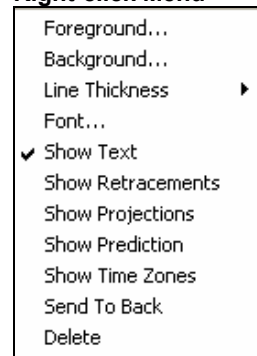 Right-click Menu
Foreground...
Background...
Line Thickness
Font...
Show Text
Show Retracements
Show Projections
Show Prediction
Show Time Zones
Send To Back
Delete